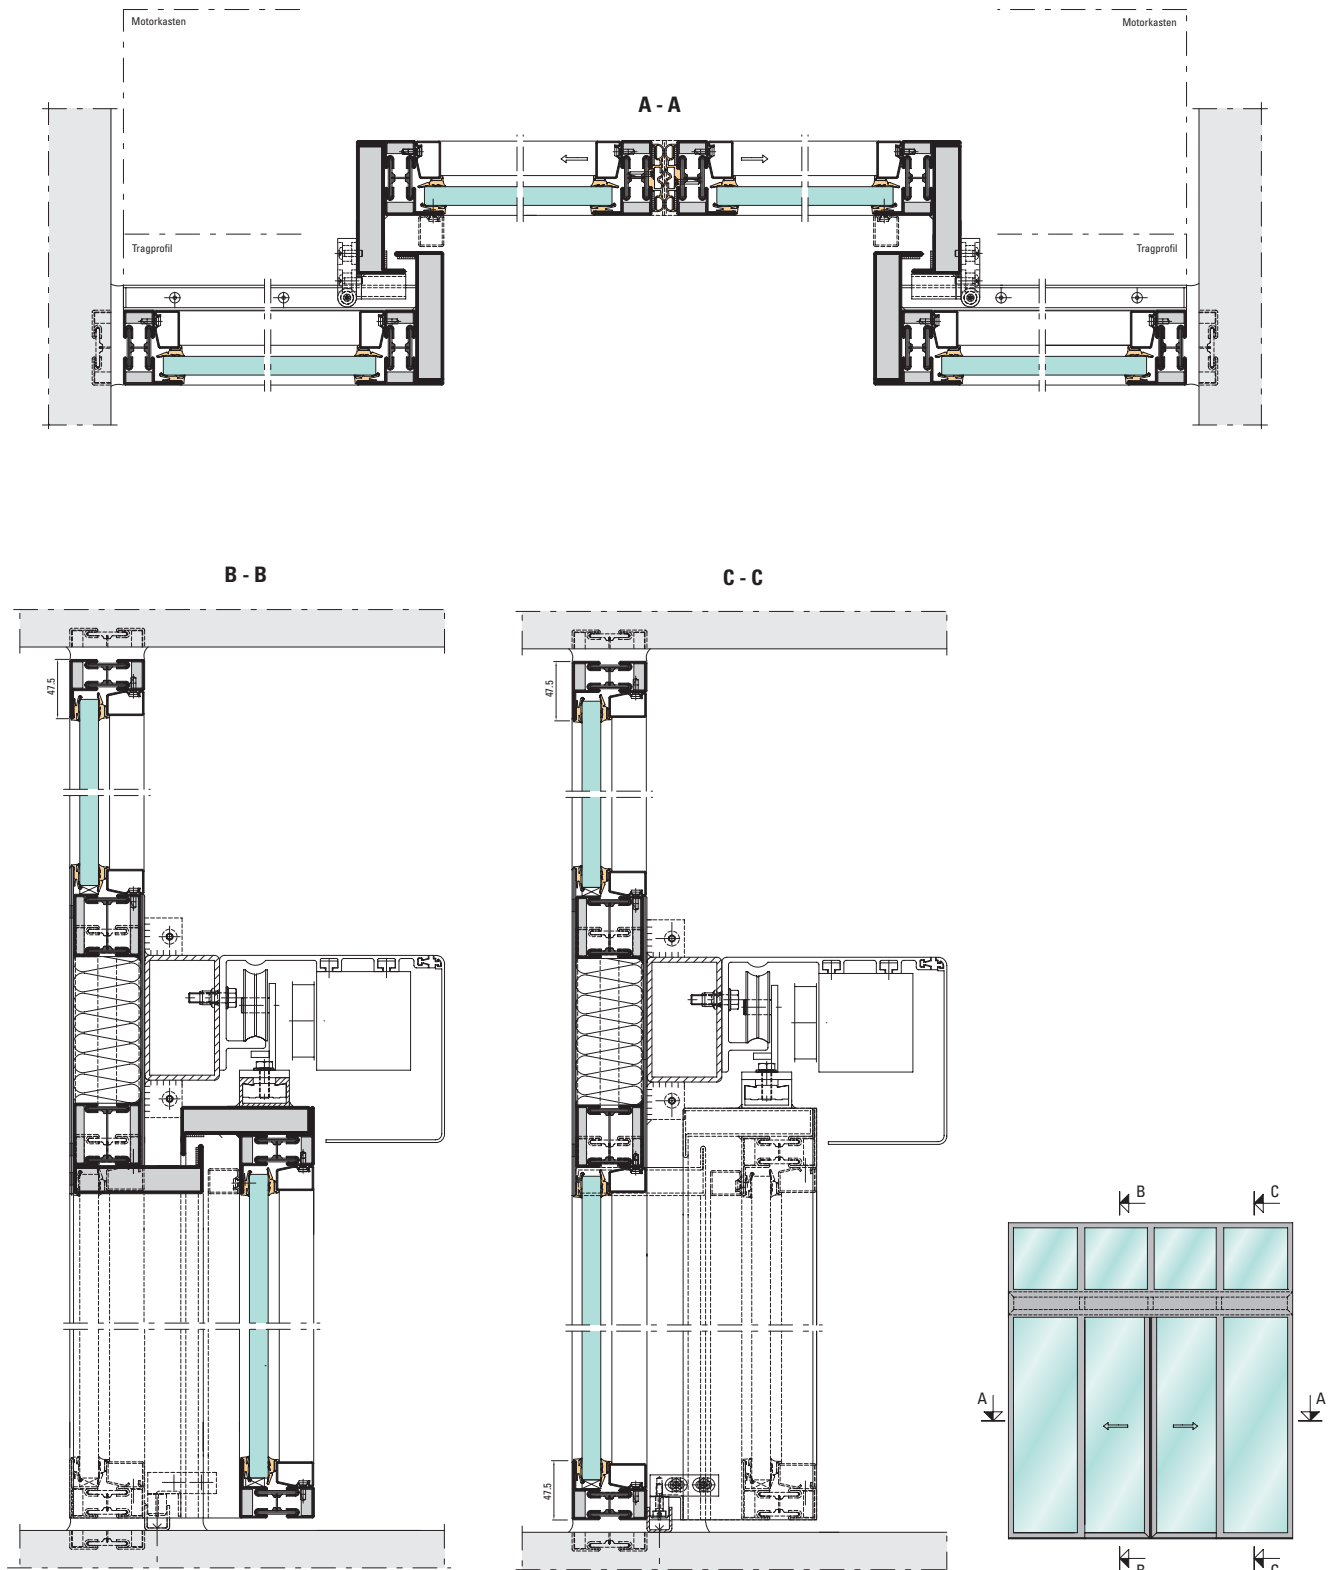 Motorkasten
Motorkasten
A - A
Tragprofil
Tragprofil
B - B
C - C
47.5
47.5
B
C
A
A
47.5
B
C